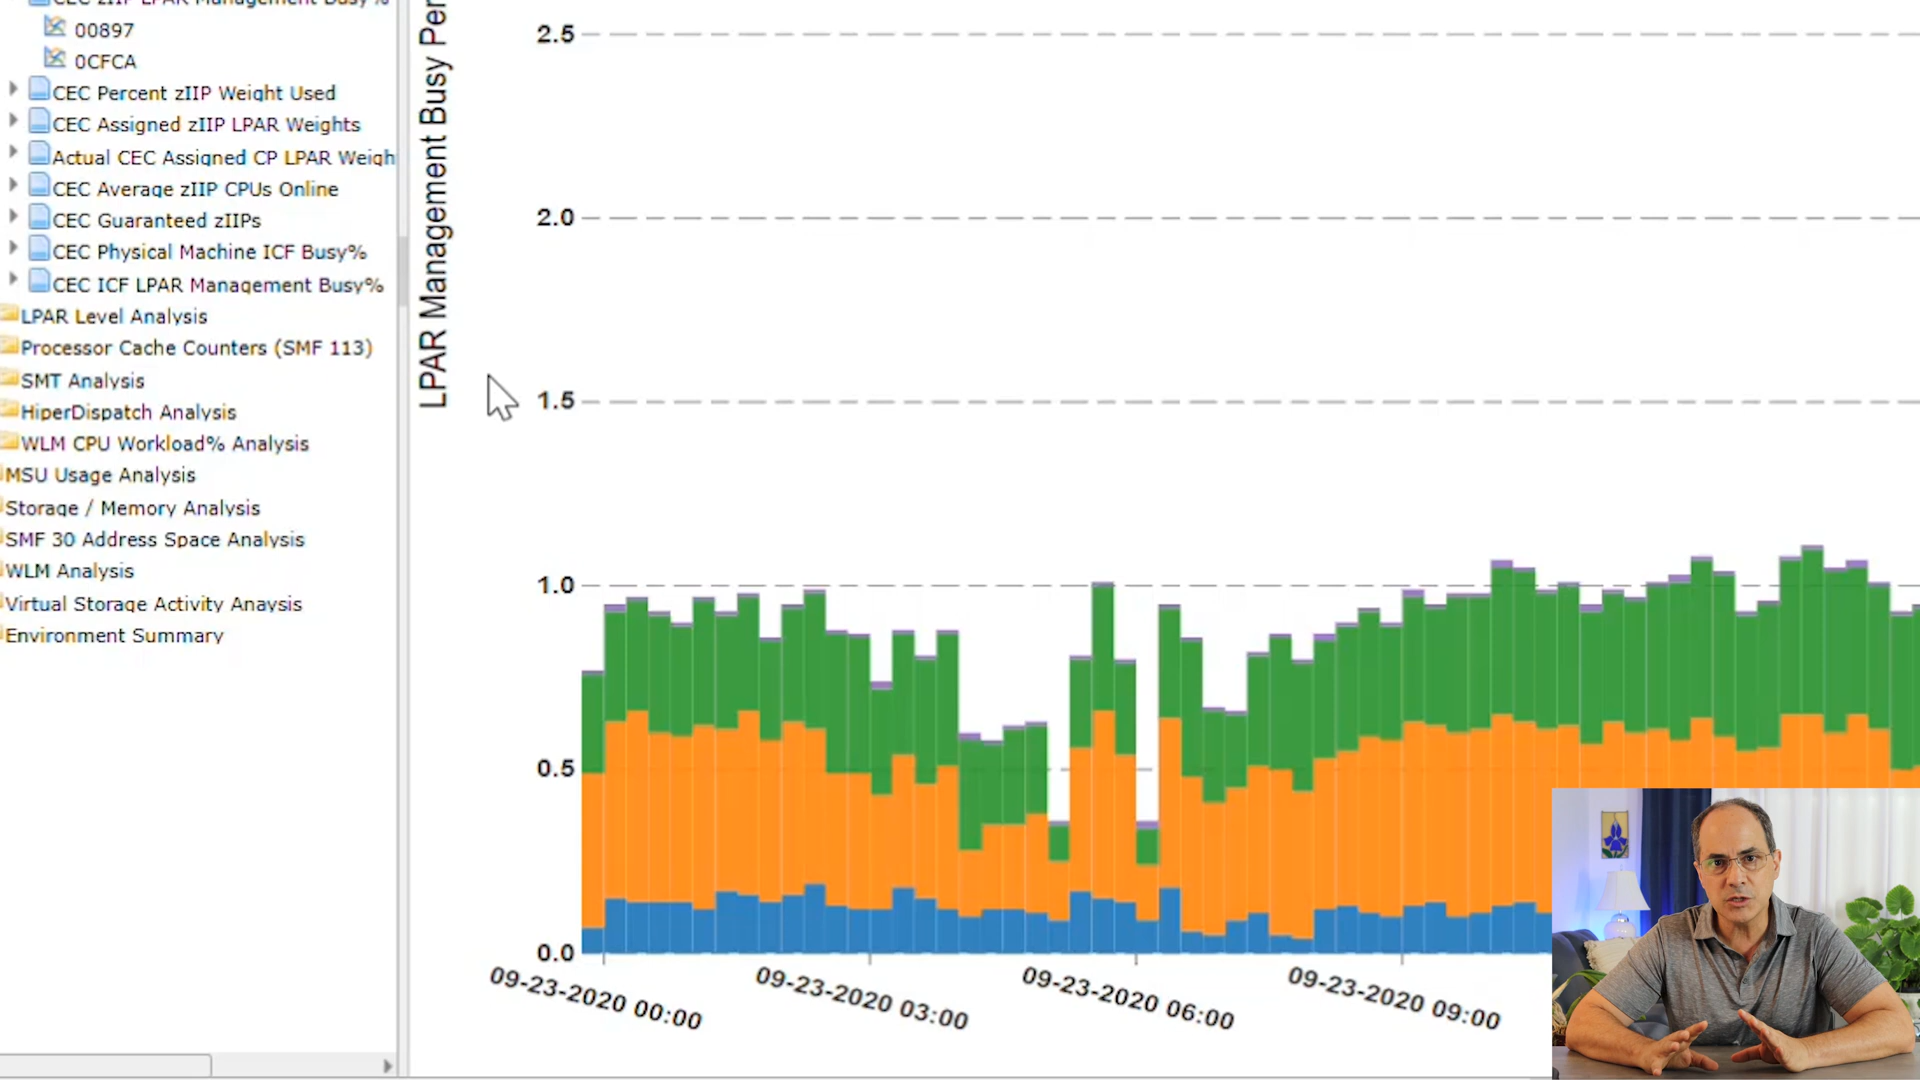 CEC zIIP LPAR Management Busy%
00897
0CFCA
CEC Percent zIIP Weight Used
CEC Assigned zIIP LPAR Weights
Actual CEC Assigned CP LPAR Weigh
CEC Average zIIP CPUs Online
CEC Guaranteed zIIPs
CEC Physical Machine ICF Busy%
CEC ICF LPAR Management Busy%
LPAR Level Analysis
Processor Cache Counters (SMF 113)
SMT Analysis
HiperDispatch Analysis
WLM CPU Workload% Analysis
MSU Usage Analysis
Storage / Memory Analysis
SMF 30 Address Space Analysis
WLM Analysis
Virtual Storage Activity Anaysis
Environment Summary
LPAR Management Busy Per
2.5
2.0
1.5
1.0
0.5
0.0
09-23-2020 00:00
09-23-2020 03:00
09-23-2020 06:00
09-23-2020 09:00